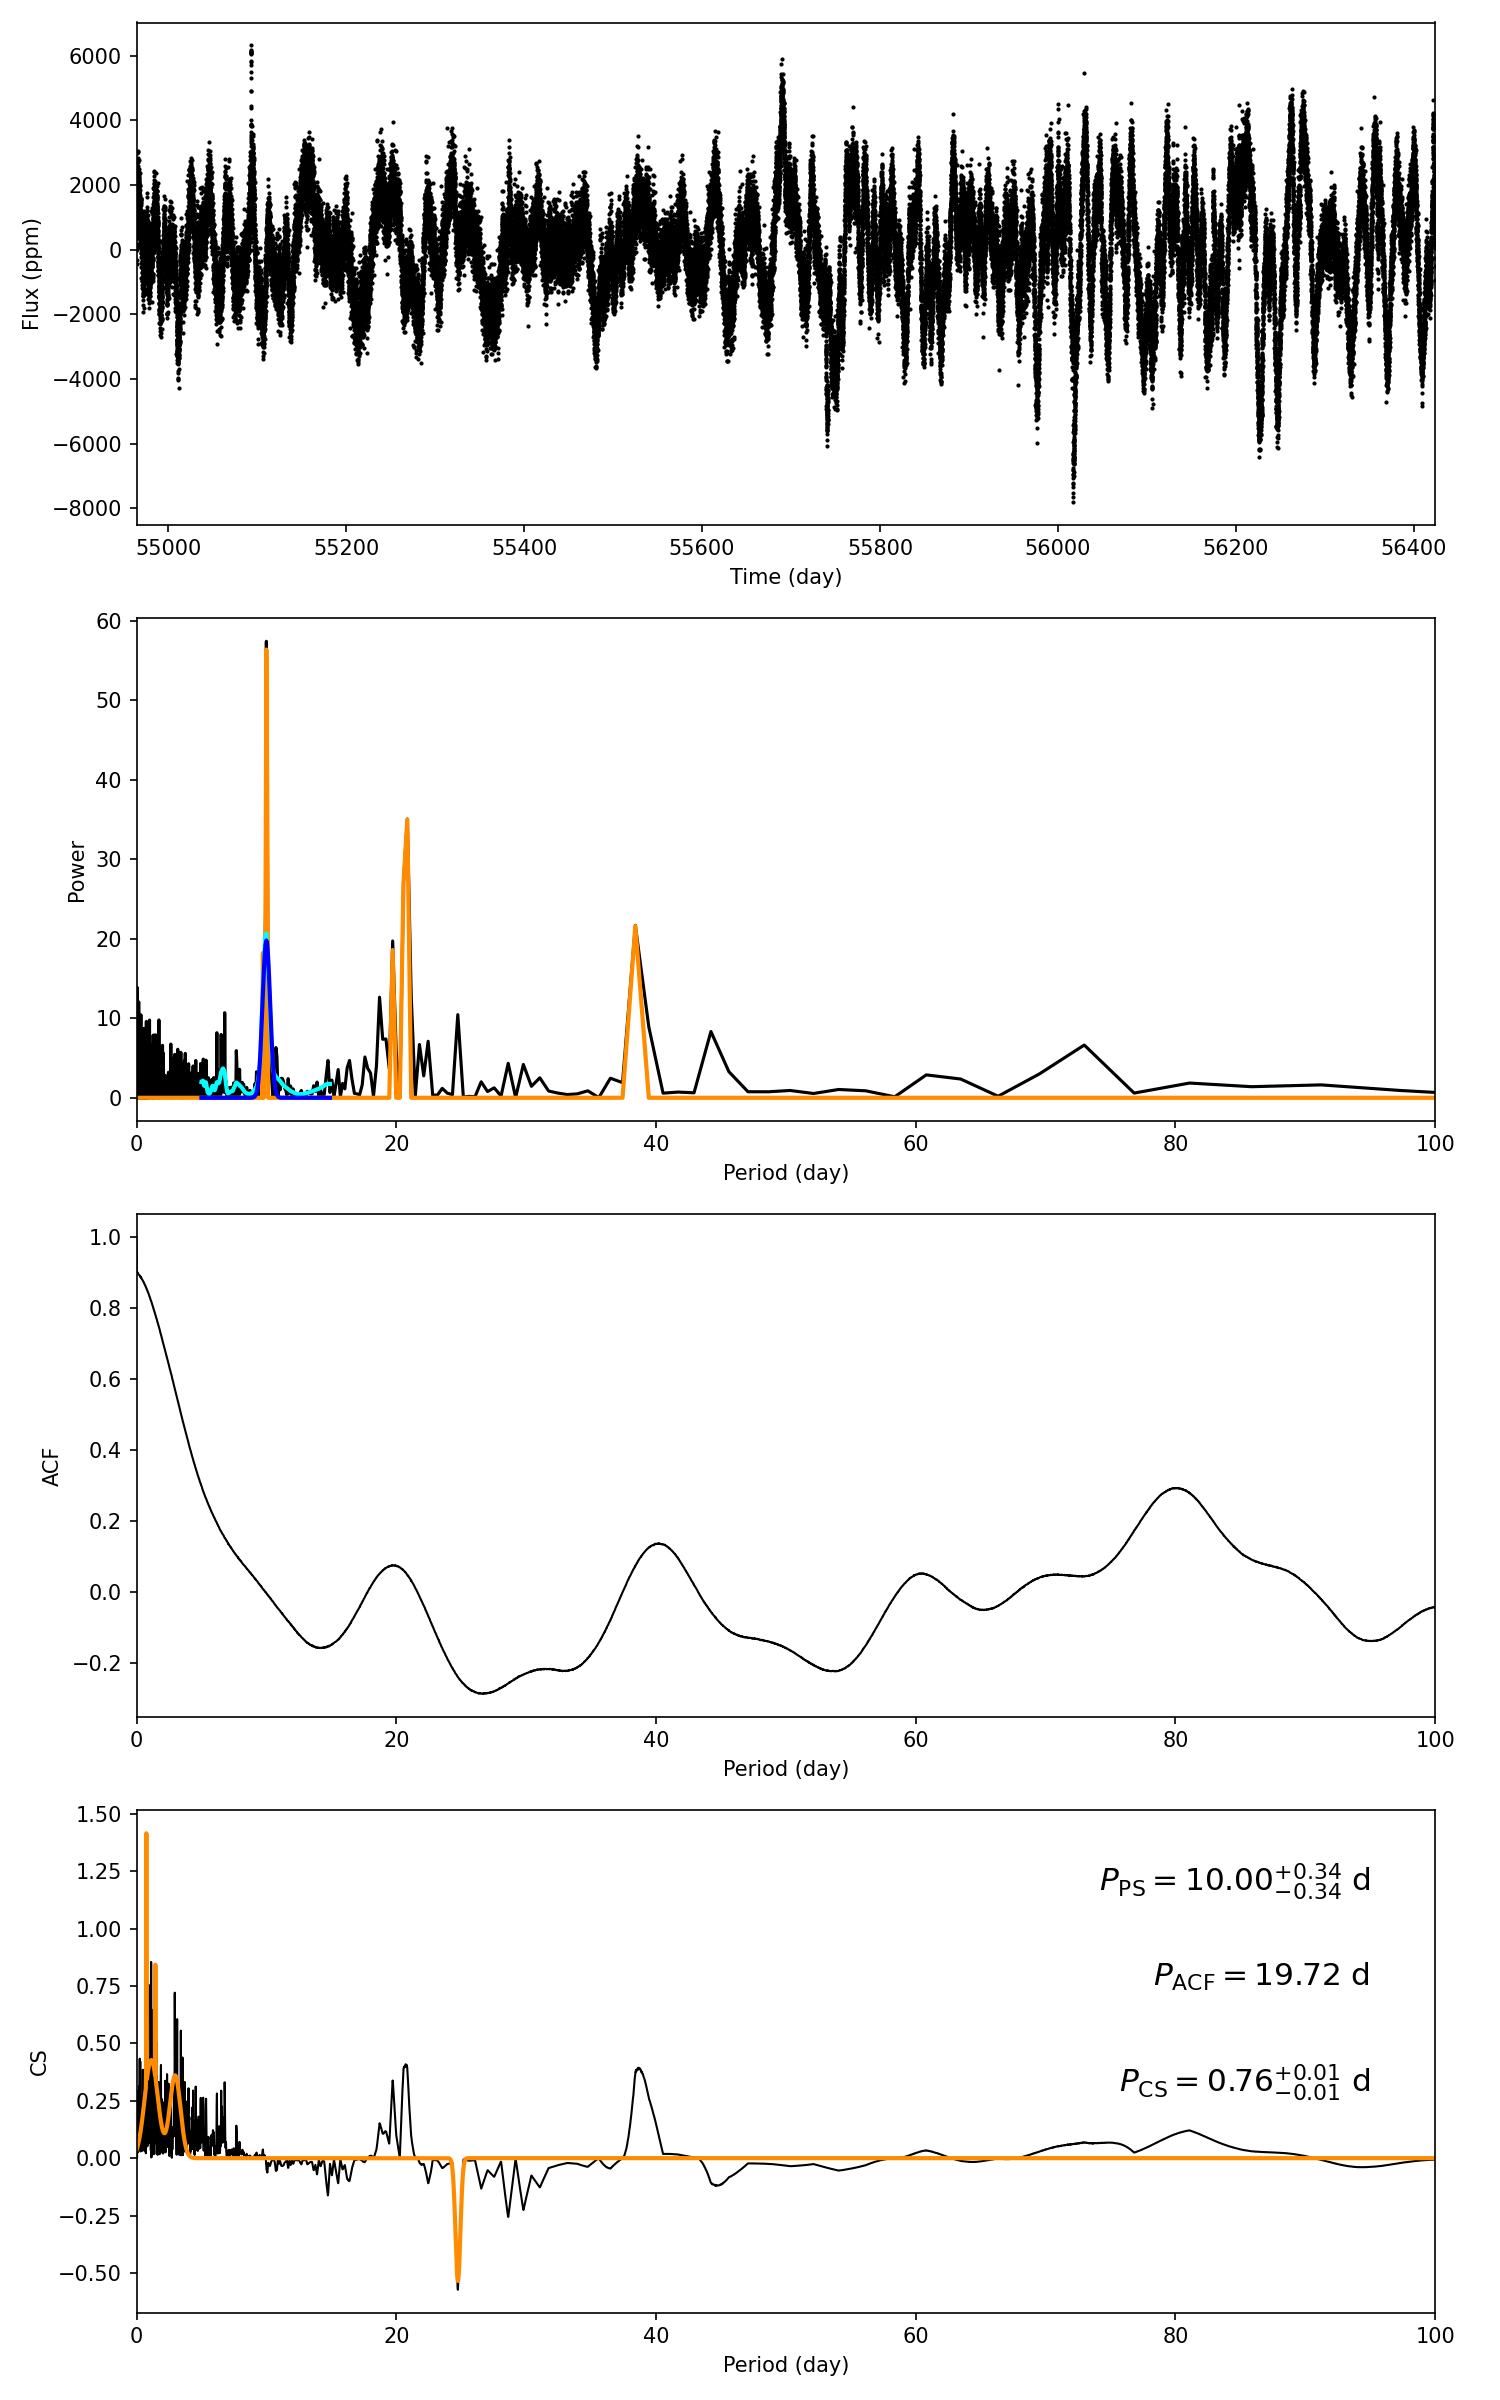 6000
4000
2000
0
−2000
−4000
−6000
−8000
Flux (ppm)
55000 55200 55400 55600 55800 56000 56200 56400
Time (day)
60
50
40
30
20
10
0
Power
0 20 40 60 80 100
Period (day)
1.0
0.8
0.6
0.4
0.2
0.0
−0.2
ACF
0 20 40 60 80 100
Period (day)
1.50
1.25
1.00
0.75
0.50
0.25
0.00
−0.25
−0.50
CS
P_PS = 10.00 +0.34 −0.34 d
P_ACF = 19.72 d
P_CS = 0.76 +0.01 −0.01 d
0 20 40 60 80 100
Period (day)